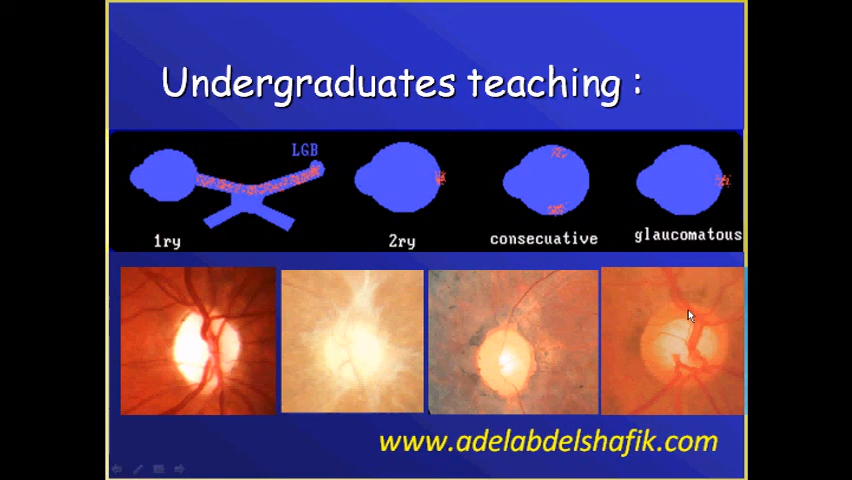 Undergraduates teaching :
LGB
1ry 2ry consecuative glaucomatous
www.adelabdelshafik.com